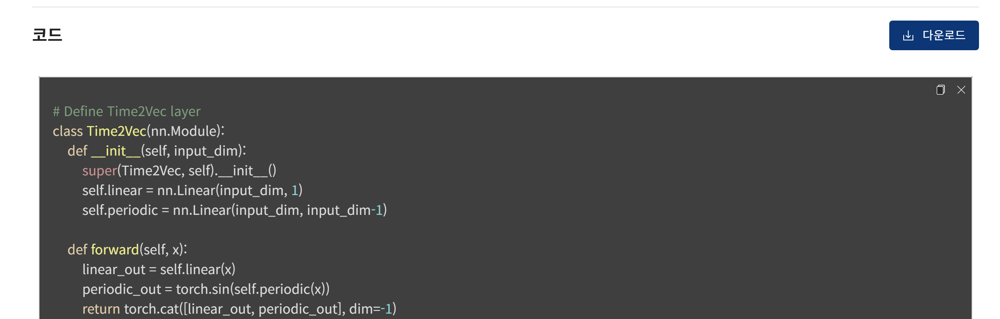 코드
다운로드
# Define Time2Vec layer
class Time2Vec(nn.Module):
    def __init__(self, input_dim):
        super(Time2Vec, self).__init__()
        self.linear = nn.Linear(input_dim, 1)
        self.periodic = nn.Linear(input_dim, input_dim-1)
    def forward(self, x):
        linear_out = self.linear(x)
        periodic_out = torch.sin(self.periodic(x))
        return torch.cat([linear_out, periodic_out], dim=-1)